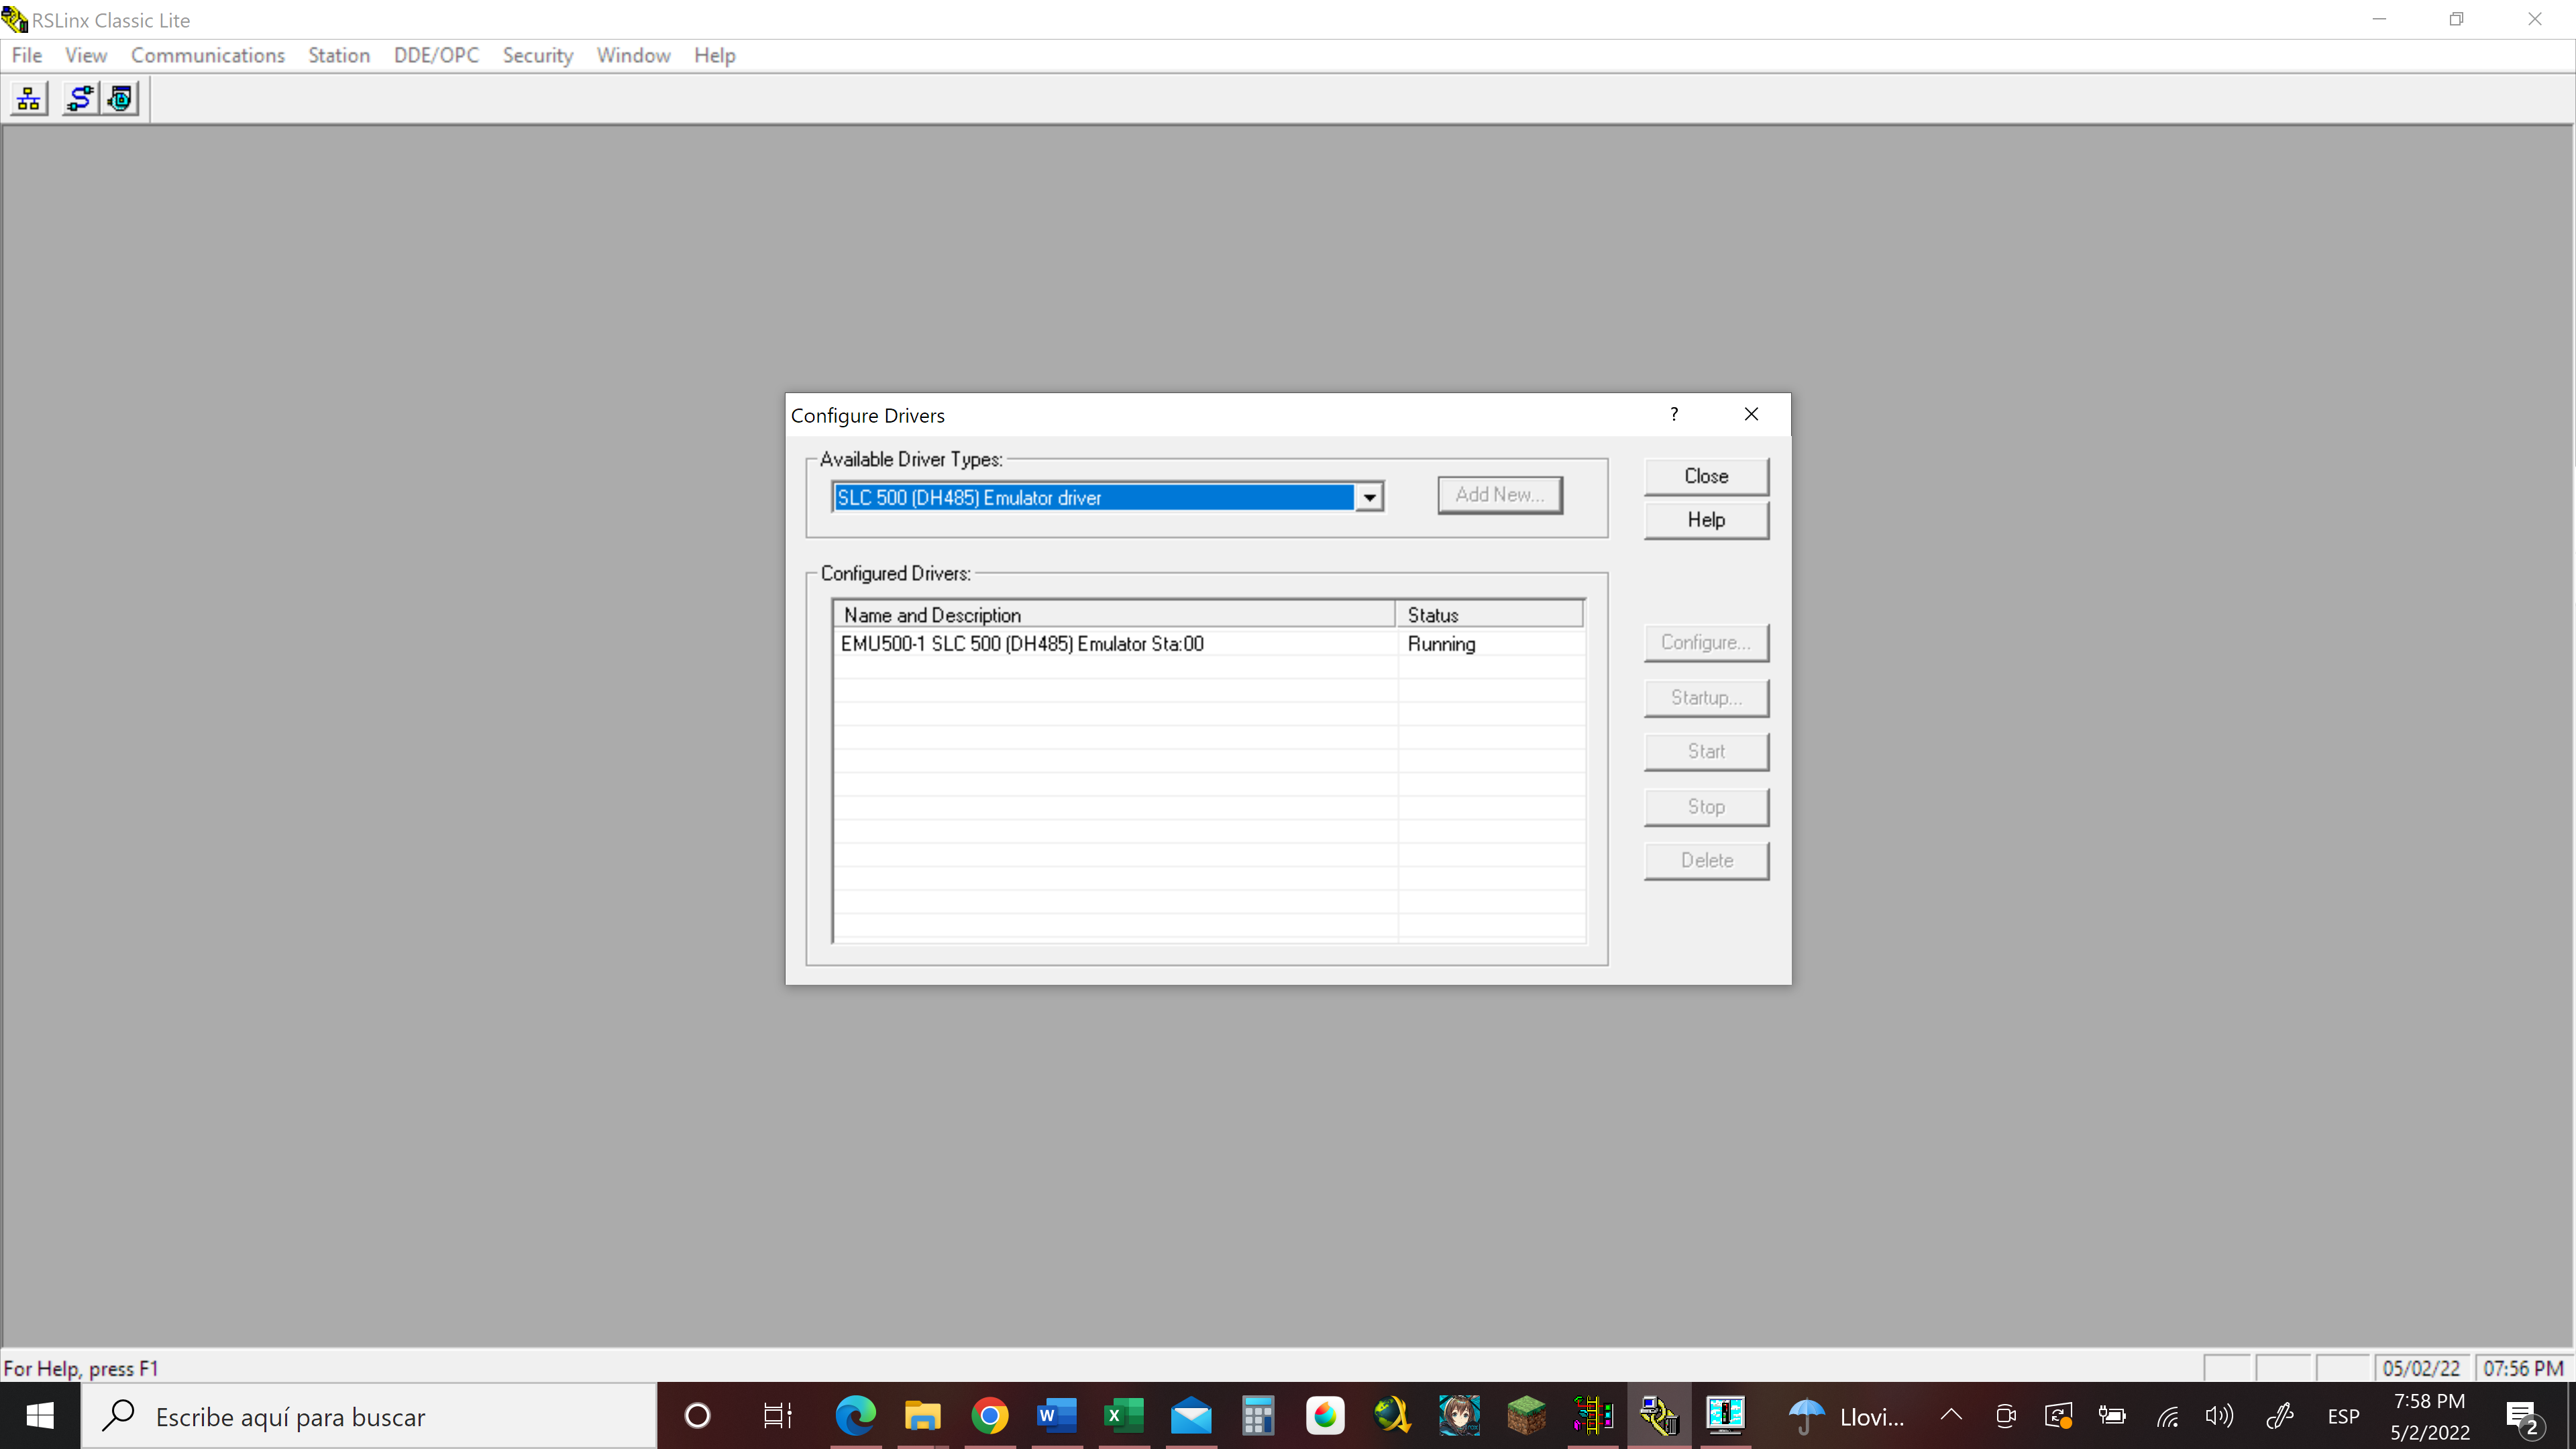 RSLinx Classic Lite
File View Communications Station DDE/OPC Security Window Help
Configure Drivers
Available Driver Types:
SLC 500 (DH485) Emulator driver
Add New...
Close
Help
Configured Drivers:
Name and Description Status
EMU500-1 SLC 500 (DH485) Emulator Sta:00 Running
Configure...
Startup...
Start
Stop
Delete
For Help, press F1
05/02/22 07:56 PM
Escribe aquí para buscar
Llovi...
ESP
7:58 PM
5/2/2022
2